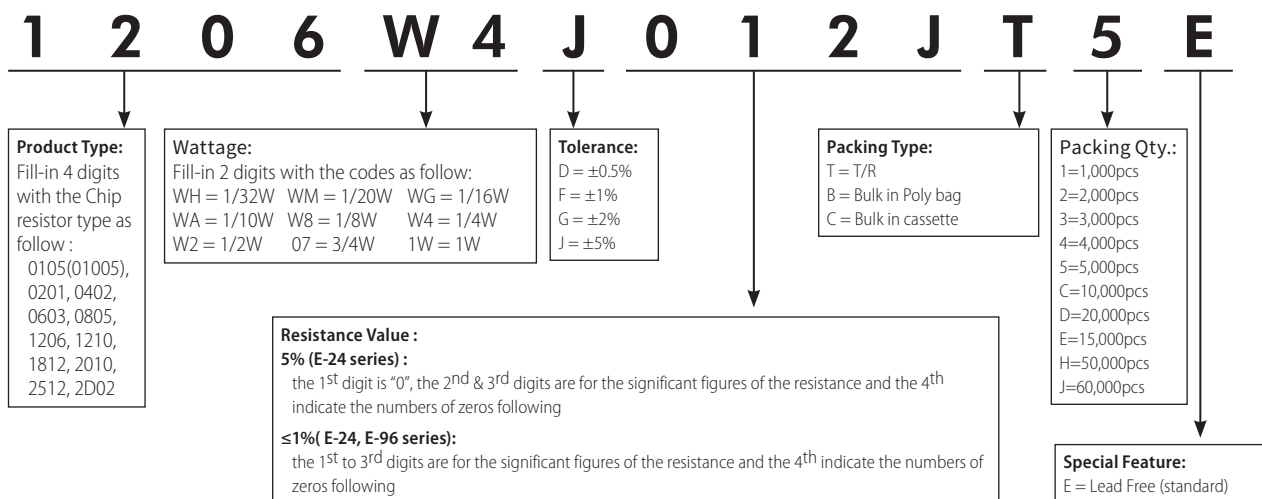 1 2 0 6 W 4 J 0 1 2 J T 5 E
Product Type:
Fill-in 4 digits
with the Chip
resistor type as
follow :
0105(01005),
0201, 0402,
0603, 0805,
1206, 1210,
1812, 2010,
2512, 2D02
Wattage:
Fill-in 2 digits with the codes as follow:
WH = 1/32W WM = 1/20W WG = 1/16W
WA = 1/10W W8 = 1/8W W4 = 1/4W
W2 = 1/2W 07 = 3/4W 1W = 1W
Tolerance:
D = ±0.5%
F = ±1%
G = ±2%
J = ±5%
Packing Type:
T = T/R
B = Bulk in Poly bag
C = Bulk in cassette
Packing Qty.:
1=1,000pcs
2=2,000pcs
3=3,000pcs
4=4,000pcs
5=5,000pcs
C=10,000pcs
D=20,000pcs
E=15,000pcs
H=50,000pcs
J=60,000pcs
Resistance Value :
5% (E-24 series) :
the 1st digit is "0", the 2nd & 3rd digits are for the significant figures of the resistance and the 4th
indicate the numbers of zeros following
≤1%( E-24, E-96 series):
the 1st to 3rd digits are for the significant figures of the resistance and the 4th indicate the numbers of
zeros following
Special Feature:
E = Lead Free (standard)